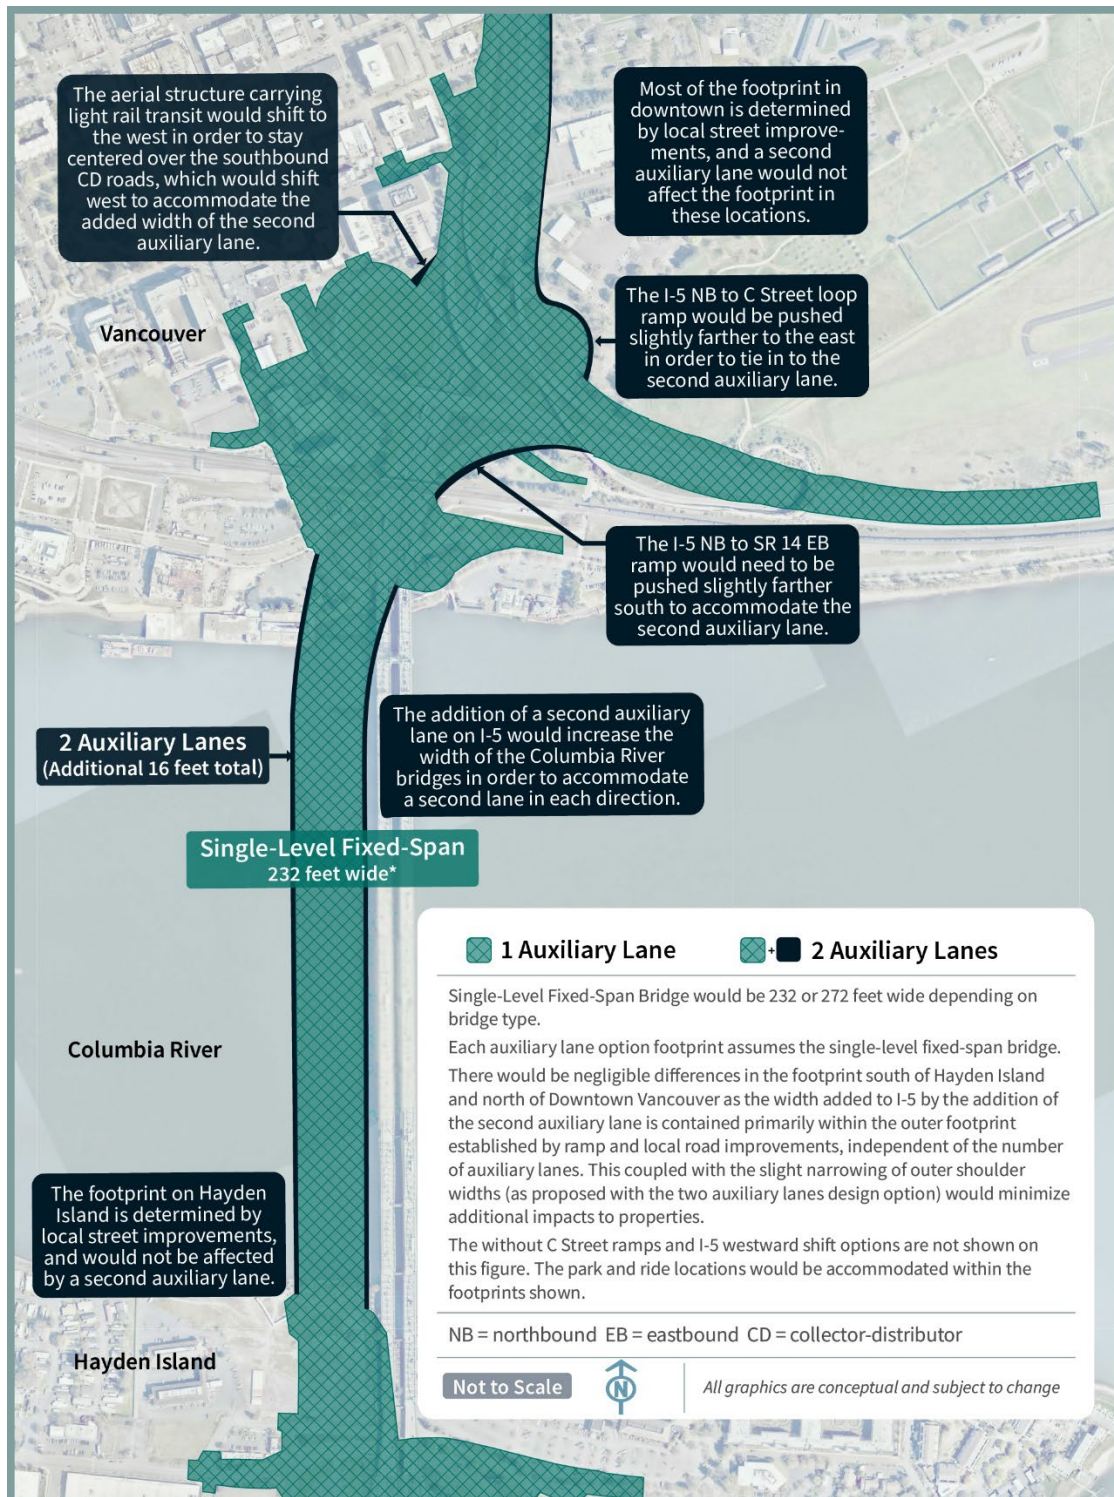 The aerial structure carrying
light rail transit would shift to
the west in order to stay
centered over the southbound
CD roads, which would shift
west to accommodate the
added width of the second
auxiliary lane.
Most of the footprint in
downtown is determined
by local street improve-
ments, and a second
auxiliary lane would not
affect the footprint in
these locations.
The I-5 NB to C Street loop
ramp would be pushed
slightly farther to the east
in order to tie in to the
second auxiliary lane.
Vancouver
The I-5 NB to SR 14 EB
ramp would need to be
pushed slightly farther
south to accommodate the
second auxiliary lane.
2 Auxiliary Lanes
(Additional 16 feet total)
The addition of a second auxiliary
lane on I-5 would increase the
width of the Columbia River
bridges in order to accommodate
a second lane in each direction.
Single-Level Fixed-Span
232 feet wide*
Columbia River
The footprint on Hayden
Island is determined by
local street improvements,
and would not be affected
by a second auxiliary lane.
Hayden Island
1 Auxiliary Lane + 2 Auxiliary Lanes
Single-Level Fixed-Span Bridge would be 232 or 272 feet wide depending on
bridge type.
Each auxiliary lane option footprint assumes the single-level fixed-span bridge.
There would be negligible differences in the footprint south of Hayden Island
and north of Downtown Vancouver as the width added to I-5 by the addition of
the second auxiliary lane is contained primarily within the outer footprint
established by ramp and local road improvements, independent of the number
of auxiliary lanes. This coupled with the slight narrowing of outer shoulder
widths (as proposed with the two auxiliary lanes design option) would minimize
additional impacts to properties.
The without C Street ramps and I-5 westward shift options are not shown on
this figure. The park and ride locations would be accommodated within the
footprints shown.
NB = northbound EB = eastbound CD = collector-distributor
Not to Scale
N
All graphics are conceptual and subject to change